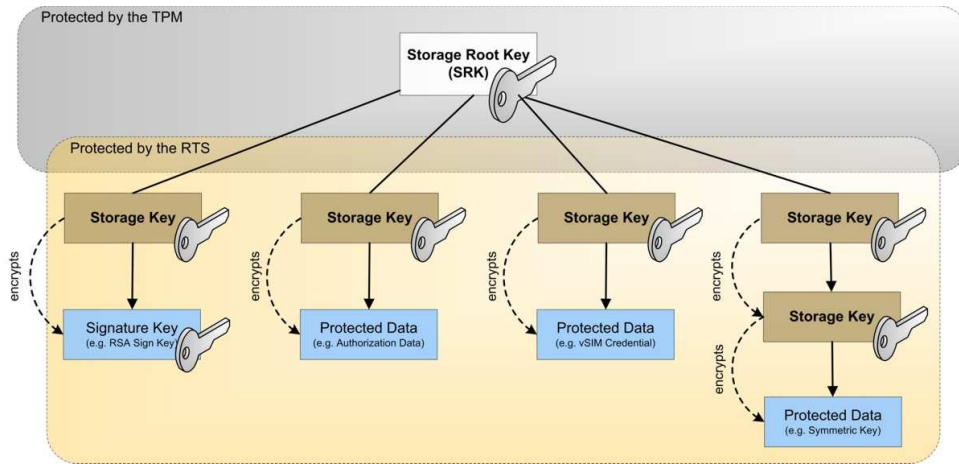 Protected by the TPM
Storage Root Key
(SRK)
Protected by the RTS
Storage Key
Storage Key
Storage Key
Storage Key
encrypts
encrypts
encrypts
encrypts
Signature Key
(e.g. RSA Sign Key)
Protected Data
(e.g. Authorization Data)
Protected Data
(e.g. vSIM Credential)
Storage Key
encrypts
Protected Data
(e.g. Symmetric Key)